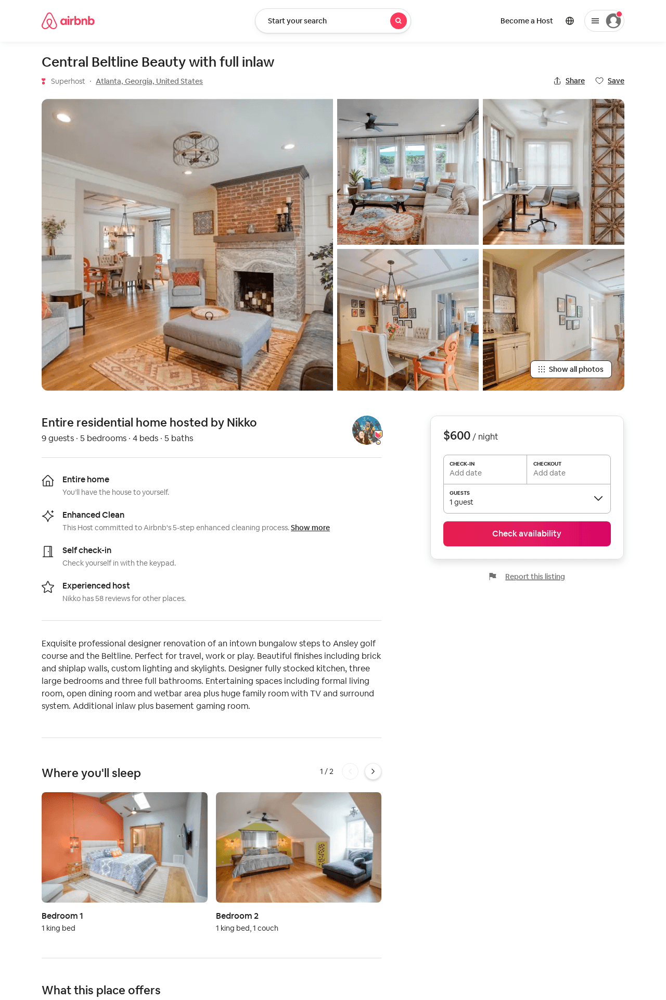 airbnb
Start your search
Become a Host
Central Beltline Beauty with full inlaw
Superhost · Atlanta, Georgia, United States
Share
Save
Show all photos
Entire residential home hosted by Nikko
9 guests · 5 bedrooms · 4 beds · 5 baths
Entire home
You’ll have the house to yourself.
Enhanced Clean
This Host committed to Airbnb's 5-step enhanced cleaning process. Show more
Self check-in
Check yourself in with the keypad.
Experienced host
Nikko has 58 reviews for other places.
$600 / night
CHECK-IN
Add date
CHECKOUT
Add date
GUESTS
1 guest
Check availability
Report this listing
Exquisite professional designer renovation of an intown bungalow steps to Ansley golf
course and the Beltline. Perfect for travel, work or play. Beautiful finishes including brick
and shiplap walls, custom lighting and skylights. Designer fully stocked kitchen, three
large bedrooms and three full bathrooms. Entertaining spaces including formal living
room, open dining room and wetbar area plus huge family room with TV and surround
system. Additional inlaw plus basement gaming room.
Where you'll sleep
1 / 2
Bedroom 1
1 king bed
Bedroom 2
1 king bed, 1 couch
What this place offers